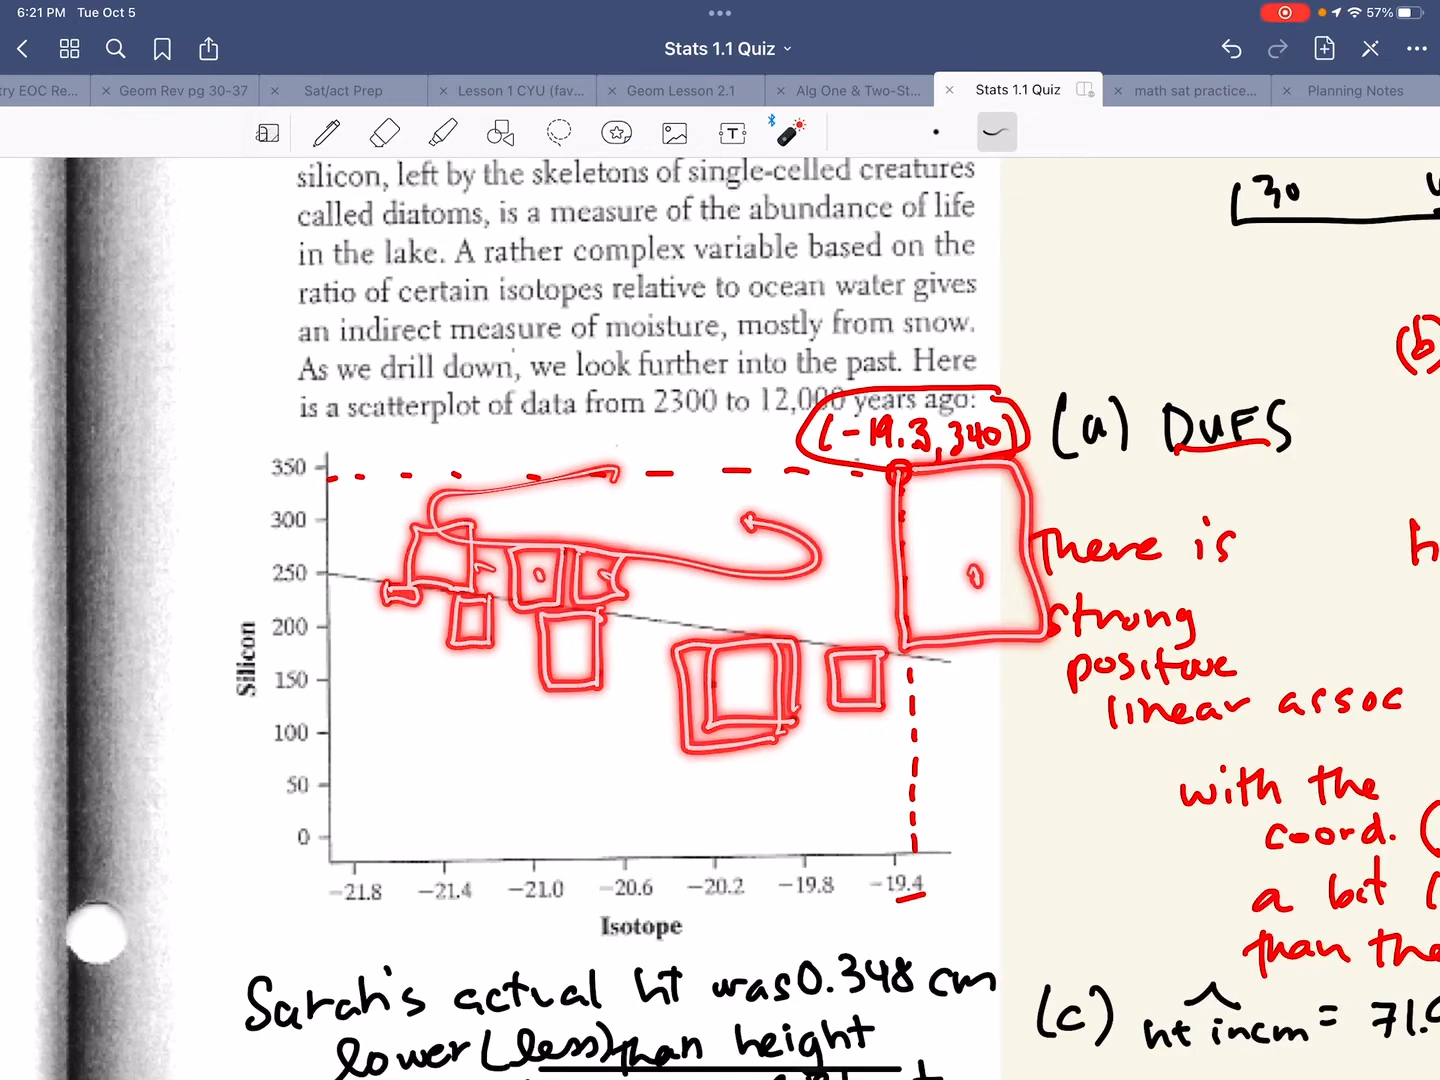 6:21 PM Tue Oct 5
57%
Stats 1.1 Quiz
try EOC Re...
Geom Rev pg 30-37
Sat/act Prep
Lesson 1 CYU (fav...
Geom Lesson 2.1
Alg One & Two-St...
Stats 1.1 Quiz
math sat practice...
Planning Notes
silicon, left by the skeletons of single-celled creatures
called diatoms, is a measure of the abundance of life
in the lake. A rather complex variable based on the
ratio of certain isotopes relative to ocean water gives
an indirect measure of moisture, mostly from snow.
As we drill down, we look further into the past. Here
is a scatterplot of data from 2300 to 12,000 years ago:
(-19.3, 340)
350
300
250
200
150
100
50
0
Silicon
−21.8 −21.4 −21.0 −20.6 −20.2 −19.8 −19.4
Isotope
Sarah's actual ht was 0.348 cm
lower (less) than height
30
(b)
(a) DUFS
There is
strong
positive
linear assoc
with the
coord. (
a bit
than the
(c) ht in cm = 71.9